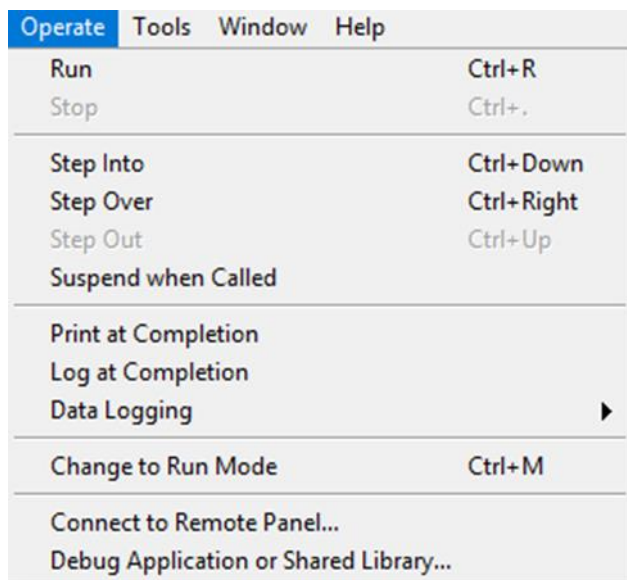 Operate Tools Window Help
Run Ctrl+R
Stop Ctrl+.
Step Into Ctrl+Down
Step Over Ctrl+Right
Step Out Ctrl+Up
Suspend when Called
Print at Completion
Log at Completion
Data Logging
Change to Run Mode Ctrl+M
Connect to Remote Panel...
Debug Application or Shared Library...